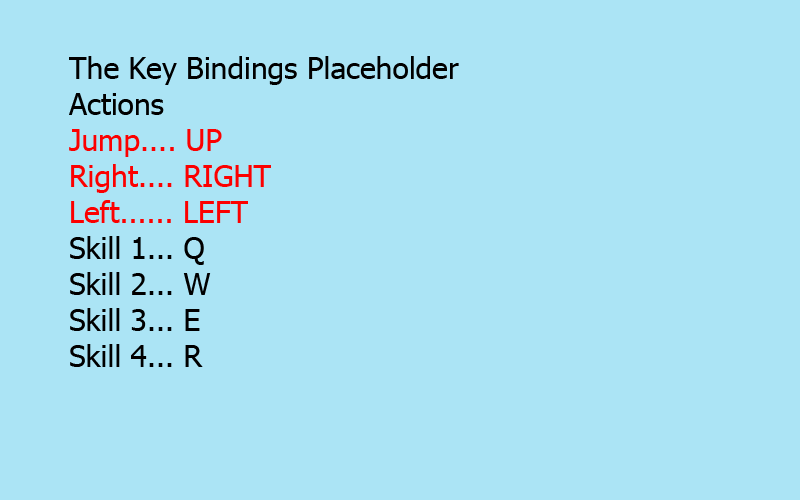 The Key Bindings Placeholder
Actions
Jump.... UP
Right.... RIGHT
Left...... LEFT
Skill 1... Q
Skill 2... W
Skill 3... E
Skill 4... R